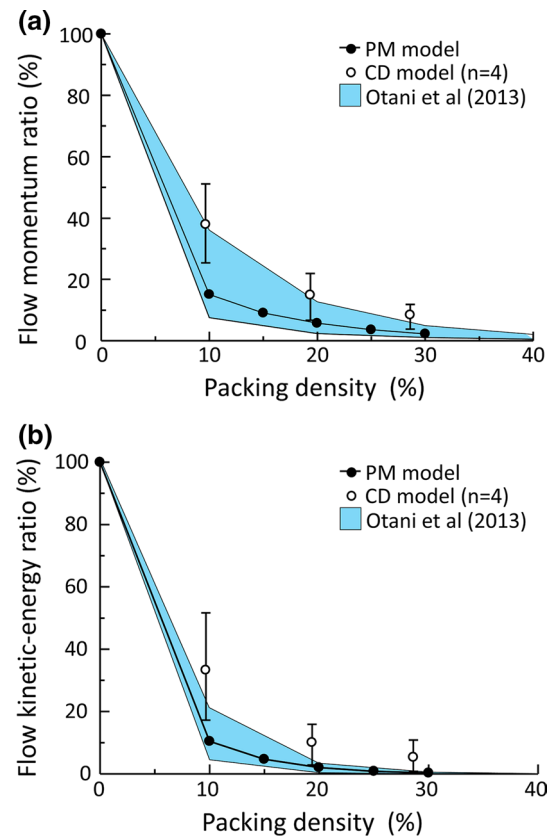 (a)
Flow momentum ratio (%)
100
80
60
40
20
0
PM model
CD model (n=4)
Otani et al (2013)
0 10 20 30 40
Packing density (%)
(b)
Flow kinetic-energy ratio (%)
100
80
60
40
20
0
PM model
CD model (n=4)
Otani et al (2013)
0 10 20 30 40
Packing density (%)